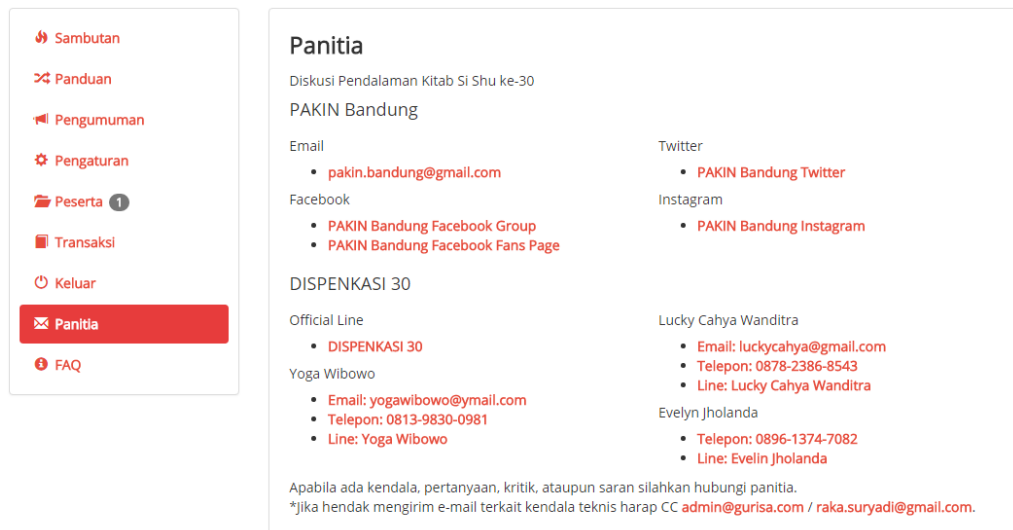 Sambutan
Panduan
Pengumuman
Pengaturan
Peserta 1
Transaksi
Keluar
Panitia
FAQ
Panitia
Diskusi Pendalaman Kitab Si Shu ke-30
PAKIN Bandung
Email
pakin.bandung@gmail.com
Facebook
PAKIN Bandung Facebook Group
PAKIN Bandung Facebook Fans Page
Twitter
PAKIN Bandung Twitter
Instagram
PAKIN Bandung Instagram
DISPENKASI 30
Official Line
DISPENKASI 30
Yoga Wibowo
Email: yogawibowo@ymail.com
Telepon: 0813-9830-0981
Line: Yoga Wibowo
Lucky Cahya Wanditra
Email: luckycahya@gmail.com
Telepon: 0878-2386-8543
Line: Lucky Cahya Wanditra
Evelyn Jholanda
Telepon: 0896-1374-7082
Line: Evelin Jholanda
Apabila ada kendala, pertanyaan, kritik, ataupun saran silahkan hubungi panitia.
*Jika hendak mengirim e-mail terkait kendala teknis harap CC admin@gurisa.com / raka.suryadi@gmail.com.